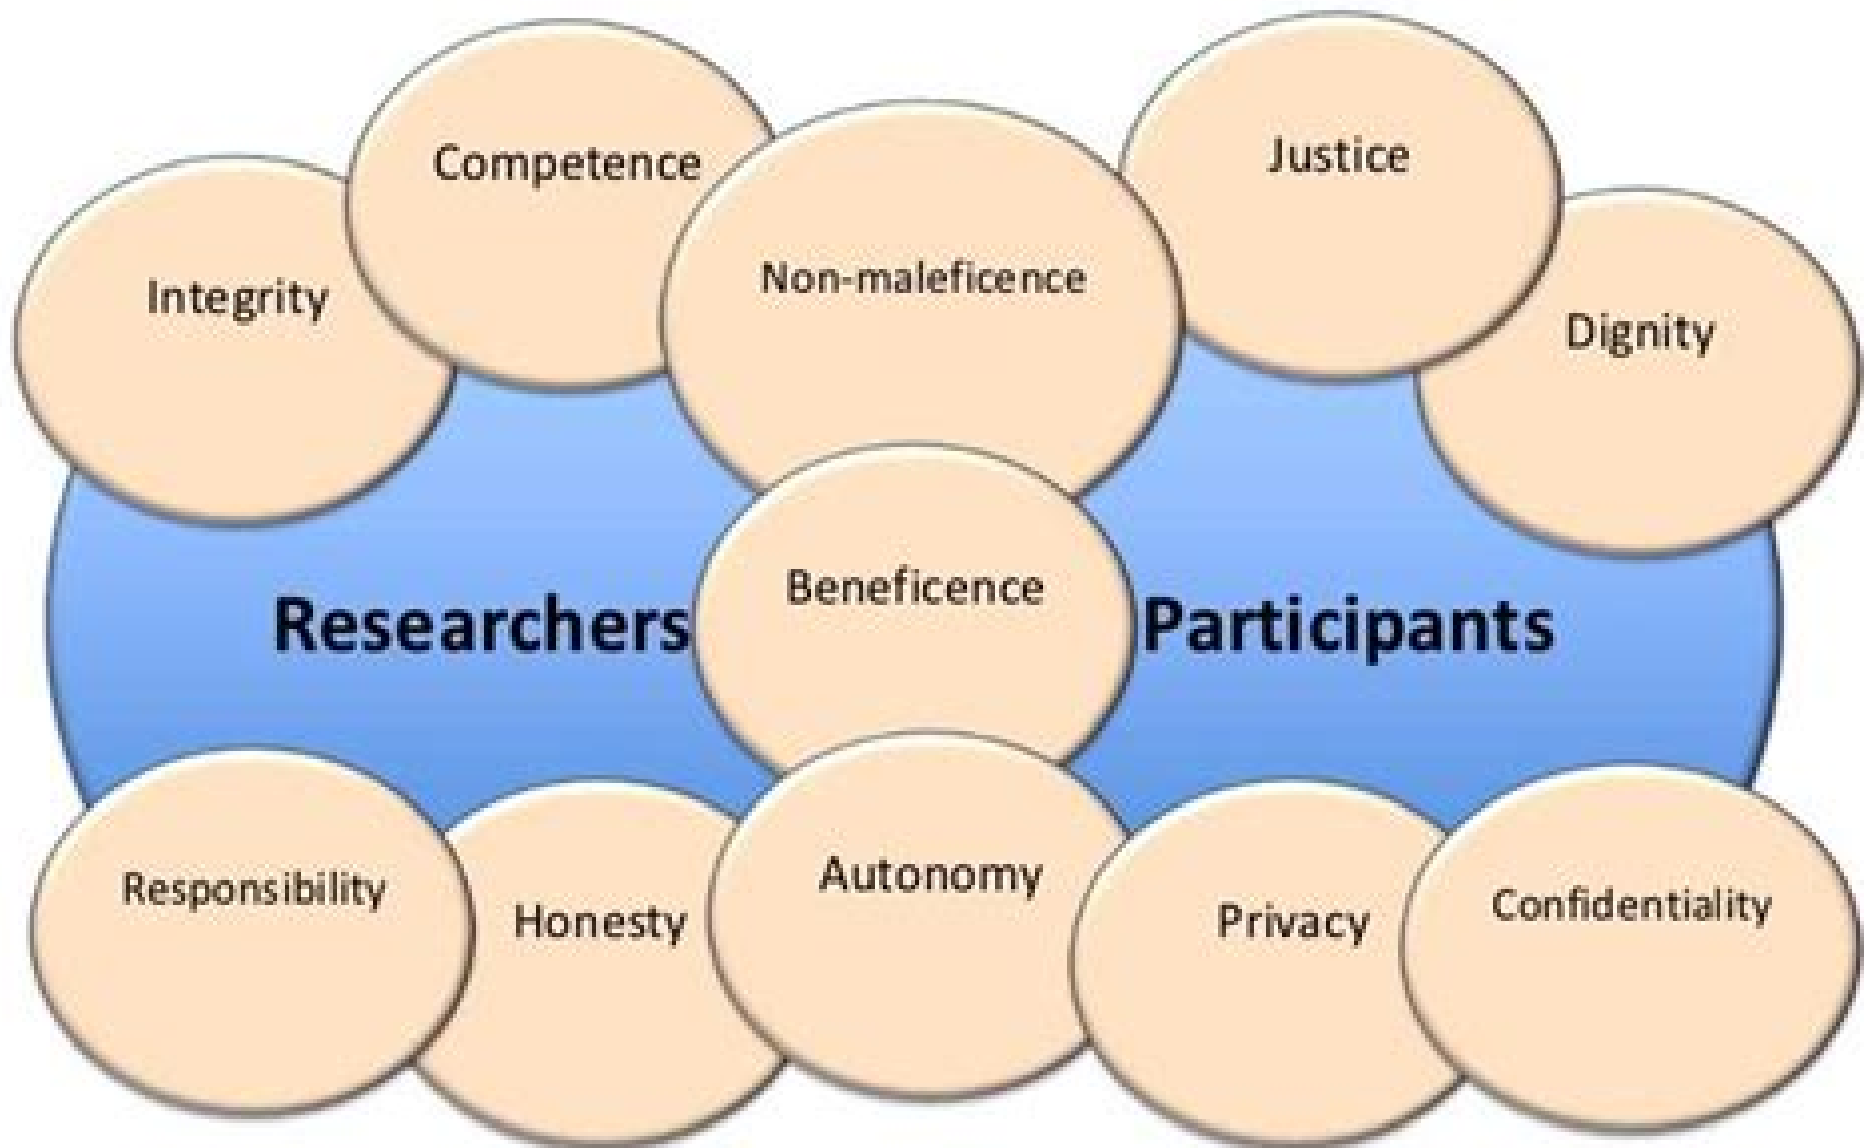 Competence
Justice
Integrity
Non-maleficence
Dignity
Researchers
Beneficence
Participants
Responsibility
Honesty
Autonomy
Privacy
Confidentiality